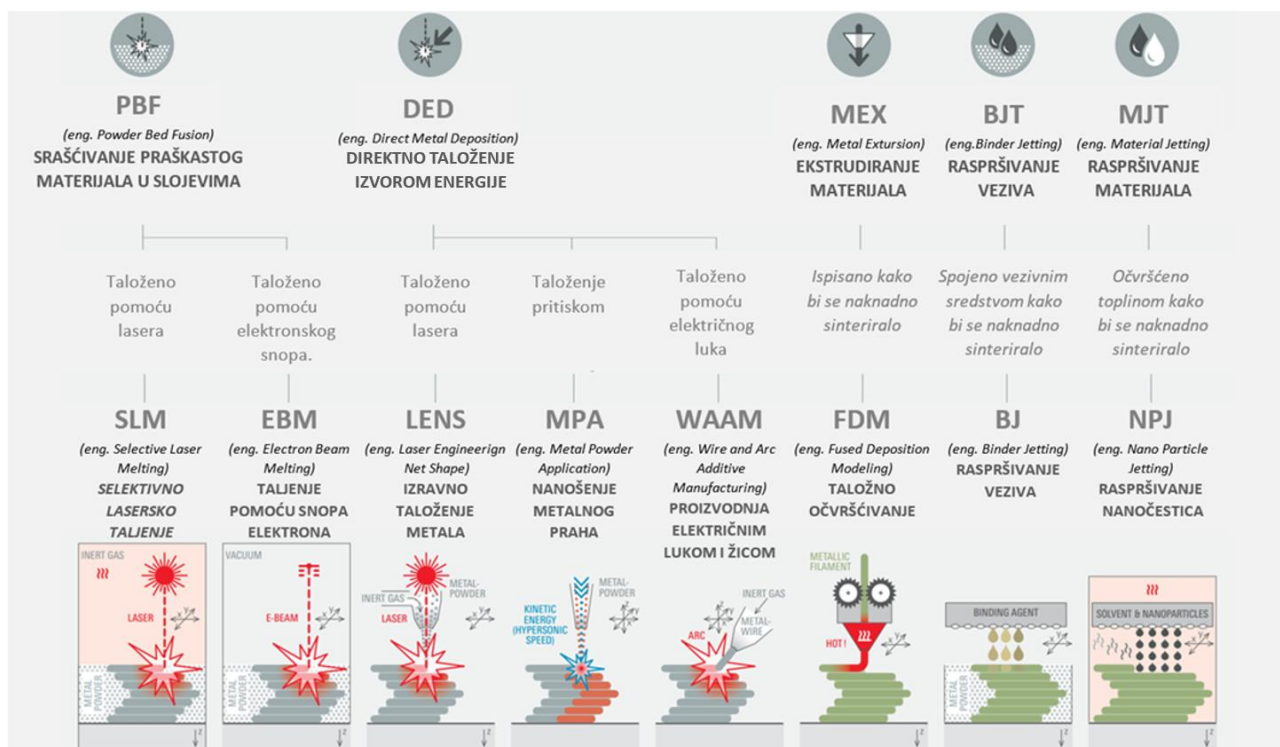 PBF
(eng. Powder Bed Fusion)
SRAŠĆIVANJE PRAŠKASTOG
MATERIJALA U SLOJEVIMA
DED
(eng. Direct Metal Deposition)
DIREKTNO TALOŽENJE
IZVOROM ENERGIJE
MEX
(eng. Metal Extursion)
EKSTRUDIRANJE
MATERIJALA
BJT
(eng.Binder Jetting)
RASPRŠIVANJE
VEZIVA
MJT
(eng. Material Jetting)
RASPRŠIVANJE
MATERIJALA
Taloženo
pomoću
lasera
Taloženo
pomoću
elektronskog
snopa.
Taloženo
pomoću
lasera
Taloženje
pritiskom
Taloženo
pomoću
električnog
luka
Ispisano kako
bi se naknadno
sinteriralo
Spojeno vezivnim
sredstvom kako
bi se naknadno
sinteriralo
Očvršćeno
toplinom kako
bi se naknadno
sinteriralo
SLM
(eng. Selective Laser
Melting)
SELEKTIVNO
LASERSKO
TALJENJE
EBM
(eng. Electron Beam
Melting)
TALJENJE
POMOĆU SNOPA
ELEKTRONA
LENS
(eng. Laser Engineerign
Net Shape)
IZRAVNO
TALOŽENJE
METALA
MPA
(eng. Metal Powder
Application)
NANOŠENJE
METALNOG
PRAHA
WAAM
(eng. Wire and Arc
Additive
Manufacturing)
PROIZVODNJA
ELEKTRIČNIM
LUKOM I ŽICOM
FDM
(eng. Fused Deposition
Modeling)
TALOŽNO
OČVRŠĆIVANJE
BJ
(eng. Binder Jetting)
RASPRŠIVANJE
VEZIVA
NPJ
(eng. Nano Particle
Jetting)
RASPRŠIVANJE
NANOČESTICA
INERT GAS
LASER
x y
METAL
POWDER
z
VACUUM
E-BEAM
x y
METAL
POWDER
z
INERT GAS
METAL-
POWDER
LASER
x y
z
METAL-
POWDER
KINETIC
ENERGY
(HYPERSONIC
SPEED)
x y z
z
INERT GAS
METAL-
WIRE
ARC
x y z
z
METALLIC
FILAMENT
HOT!
x y
z
BINDING AGENT
x y
METAL
POWDER
z
SOLVENT & NANOPARTICLES
x y
z